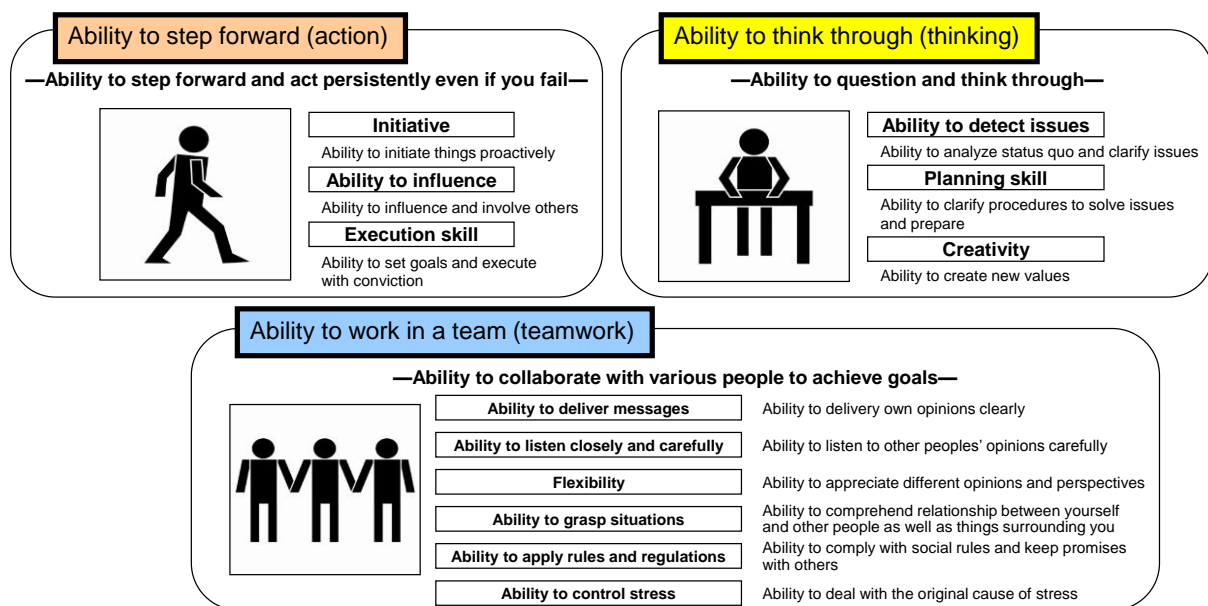 Ability to step forward (action)
—Ability to step forward and act persistently even if you fail—
Initiative
Ability to initiate things proactively
Ability to influence
Ability to influence and involve others
Execution skill
Ability to set goals and execute
with conviction
Ability to think through (thinking)
—Ability to question and think through—
Ability to detect issues
Ability to analyze status quo and clarify issues
Planning skill
Ability to clarify procedures to solve issues
and prepare
Creativity
Ability to create new values
Ability to work in a team (teamwork)
—Ability to collaborate with various people to achieve goals—
Ability to deliver messages
Ability to delivery own opinions clearly
Ability to listen closely and carefully
Ability to listen to other peoples’ opinions carefully
Flexibility
Ability to appreciate different opinions and perspectives
Ability to grasp situations
Ability to comprehend relationship between yourself
and other people as well as things surrounding you
Ability to apply rules and regulations
Ability to comply with social rules and keep promises
with others
Ability to control stress
Ability to deal with the original cause of stress